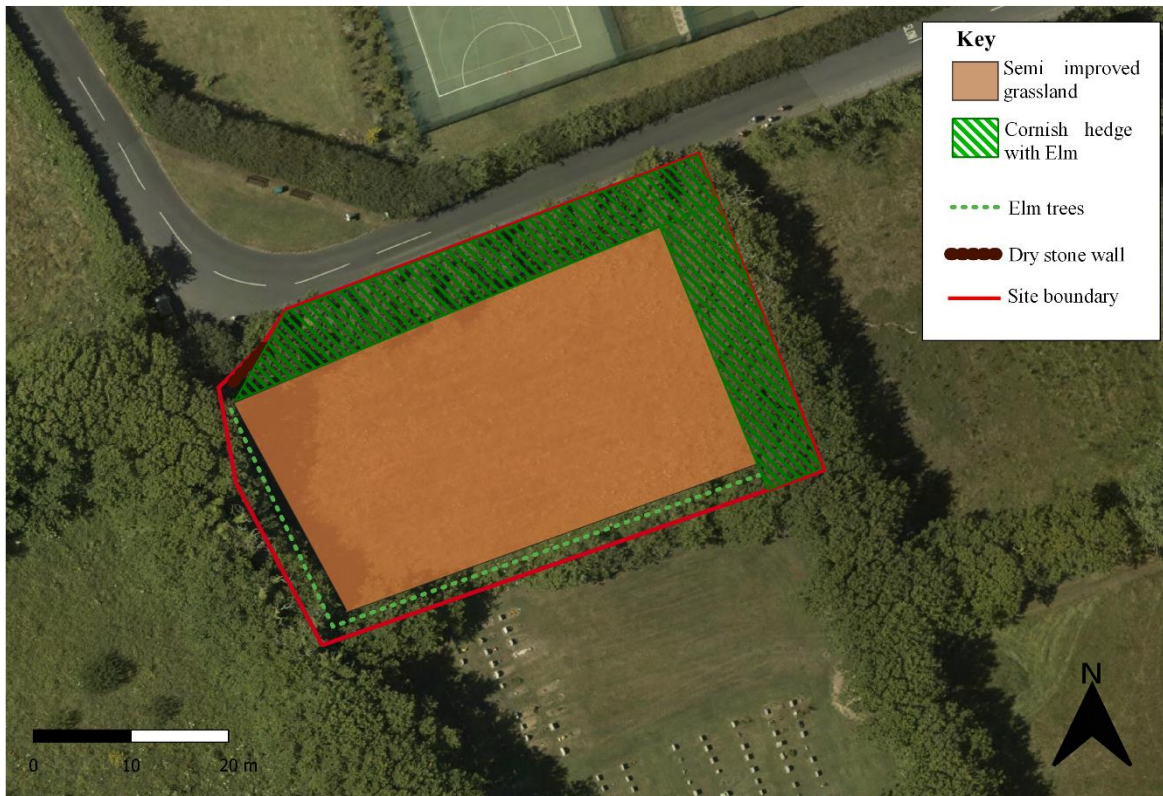 Key
Semi improved
grassland
Cornish hedge
with Elm
Elm trees
Dry stone wall
Site boundary
N
0 10 20 m